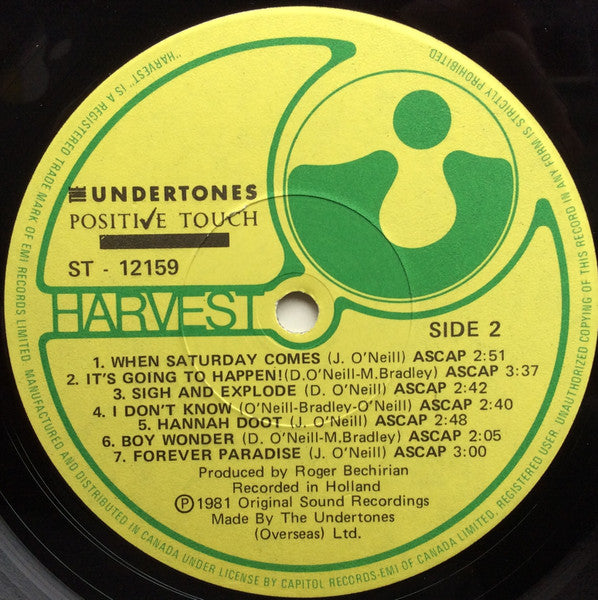 THE UNDERTONES
POSITIVE TOUCH
ST - 12159
HARVEST
SIDE 2
1. WHEN SATURDAY COMES (J. O'Neill) ASCAP 2:51
2. IT'S GOING TO HAPPEN!(D.O'Neill-M.Bradley) ASCAP 3:37
3. SIGH AND EXPLODE (D. O'Neill) ASCAP 2:42
4. I DON'T KNOW (O'Neill-Bradley-O'Neill) ASCAP 2:40
5. HANNAH DOOT (J. O'Neill) ASCAP 2:48
6. BOY WONDER (D. O'Neill-M.Bradley) ASCAP 2:05
7. FOREVER PARADISE (J. O'Neill) ASCAP 3:00
Produced by Roger Bechirian
Recorded in Holland
Ⓟ1981 Original Sound Recordings
Made By The Undertones
(Overseas) Ltd.
"HARVEST" IS A REGISTERED TRADE MARK OF EMI RECORDS LIMITED. MANUFACTURED AND DISTRIBUTED IN CANADA UNDER LICENSE BY CAPITOL RECORDS-EMI OF CANADA LIMITED, REGISTERED USER. UNAUTHORIZED COPYING OF THIS RECORD IN ANY FORM IS STRICTLY PROHIBITED